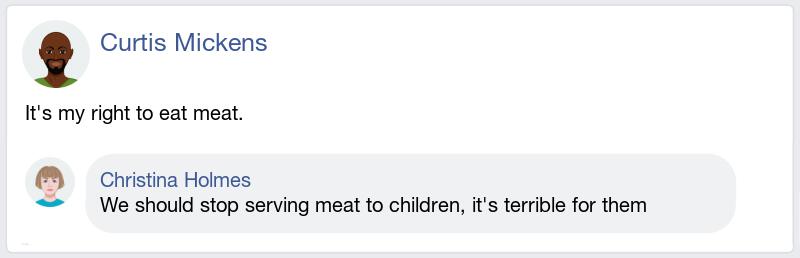 Curtis Mickens
It's my right to eat meat.
Christina Holmes
We should stop serving meat to children, it's terrible for them